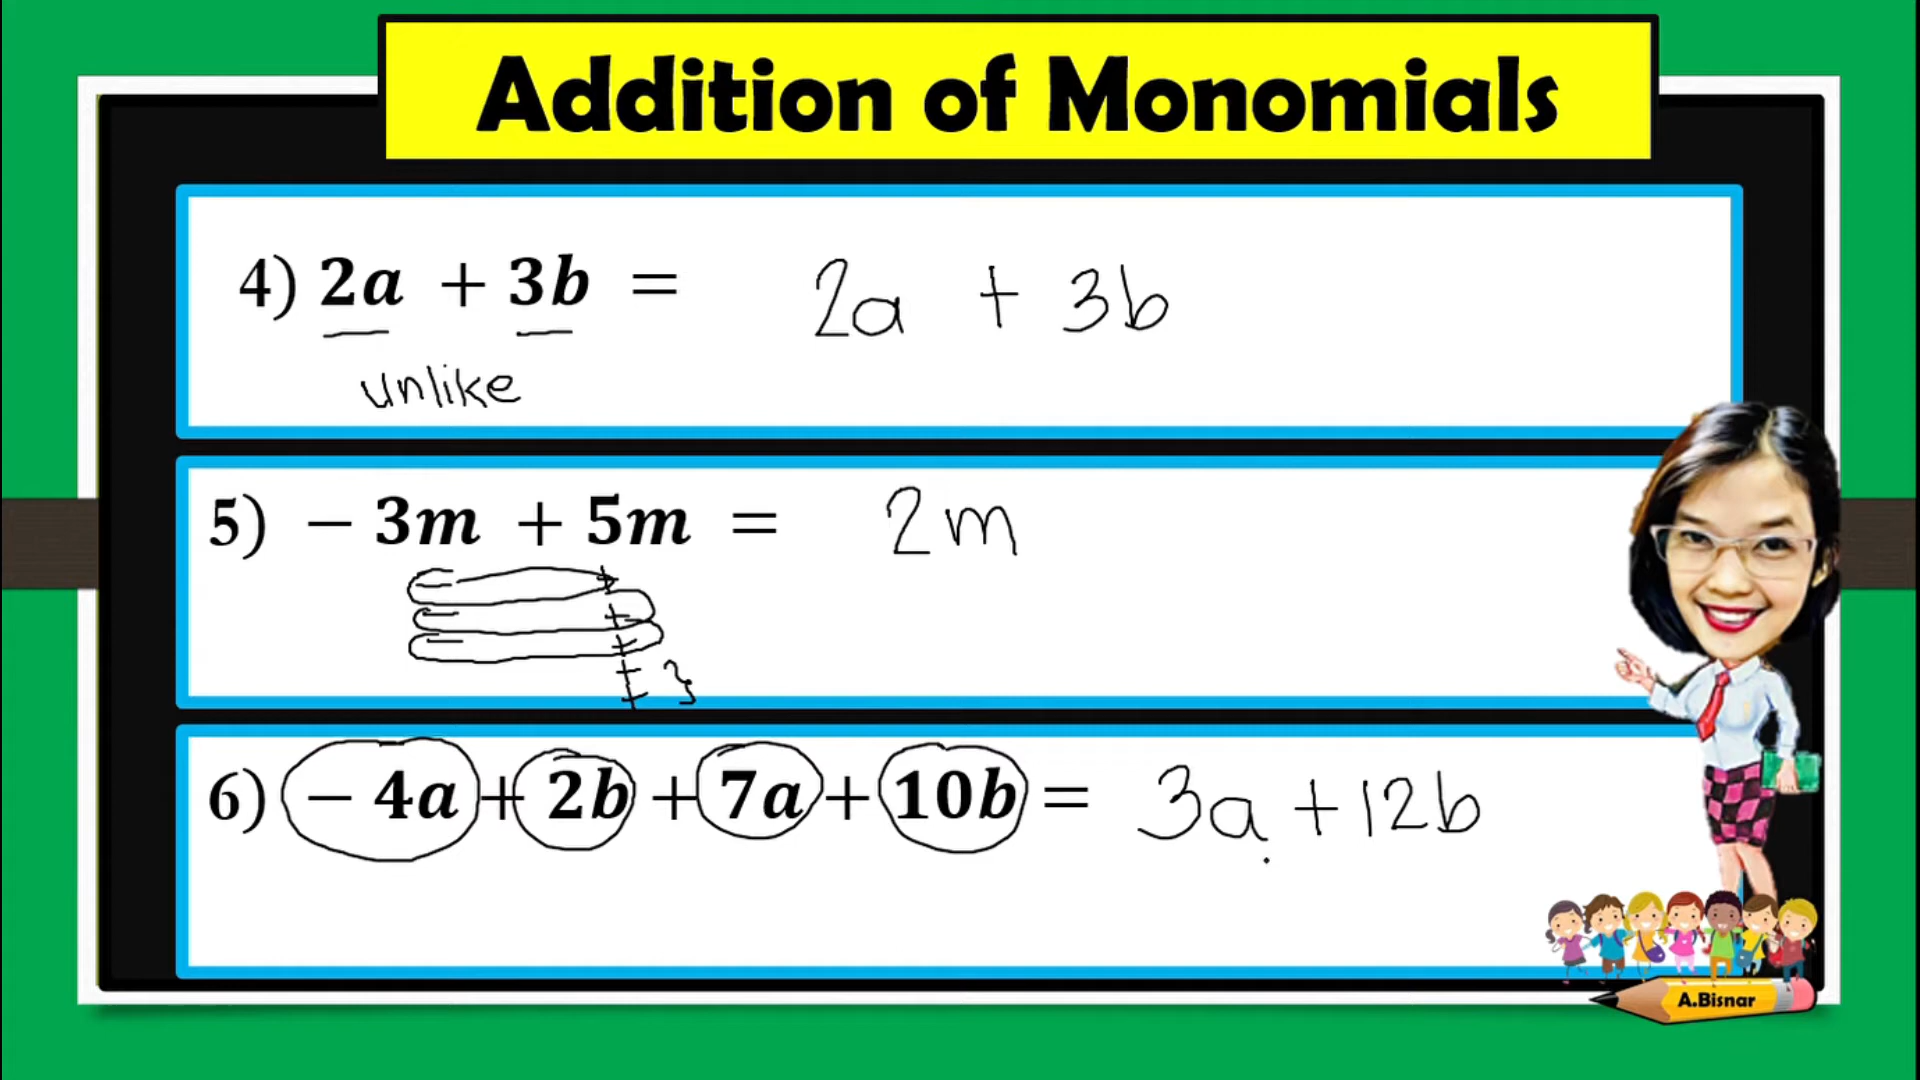 Addition of Monomials
4) 2a + 3b = 2a + 3b
unlike
5) − 3m + 5m = 2m
6) − 4a + 2b + 7a + 10b = 3a + 12b
A.Bisnar